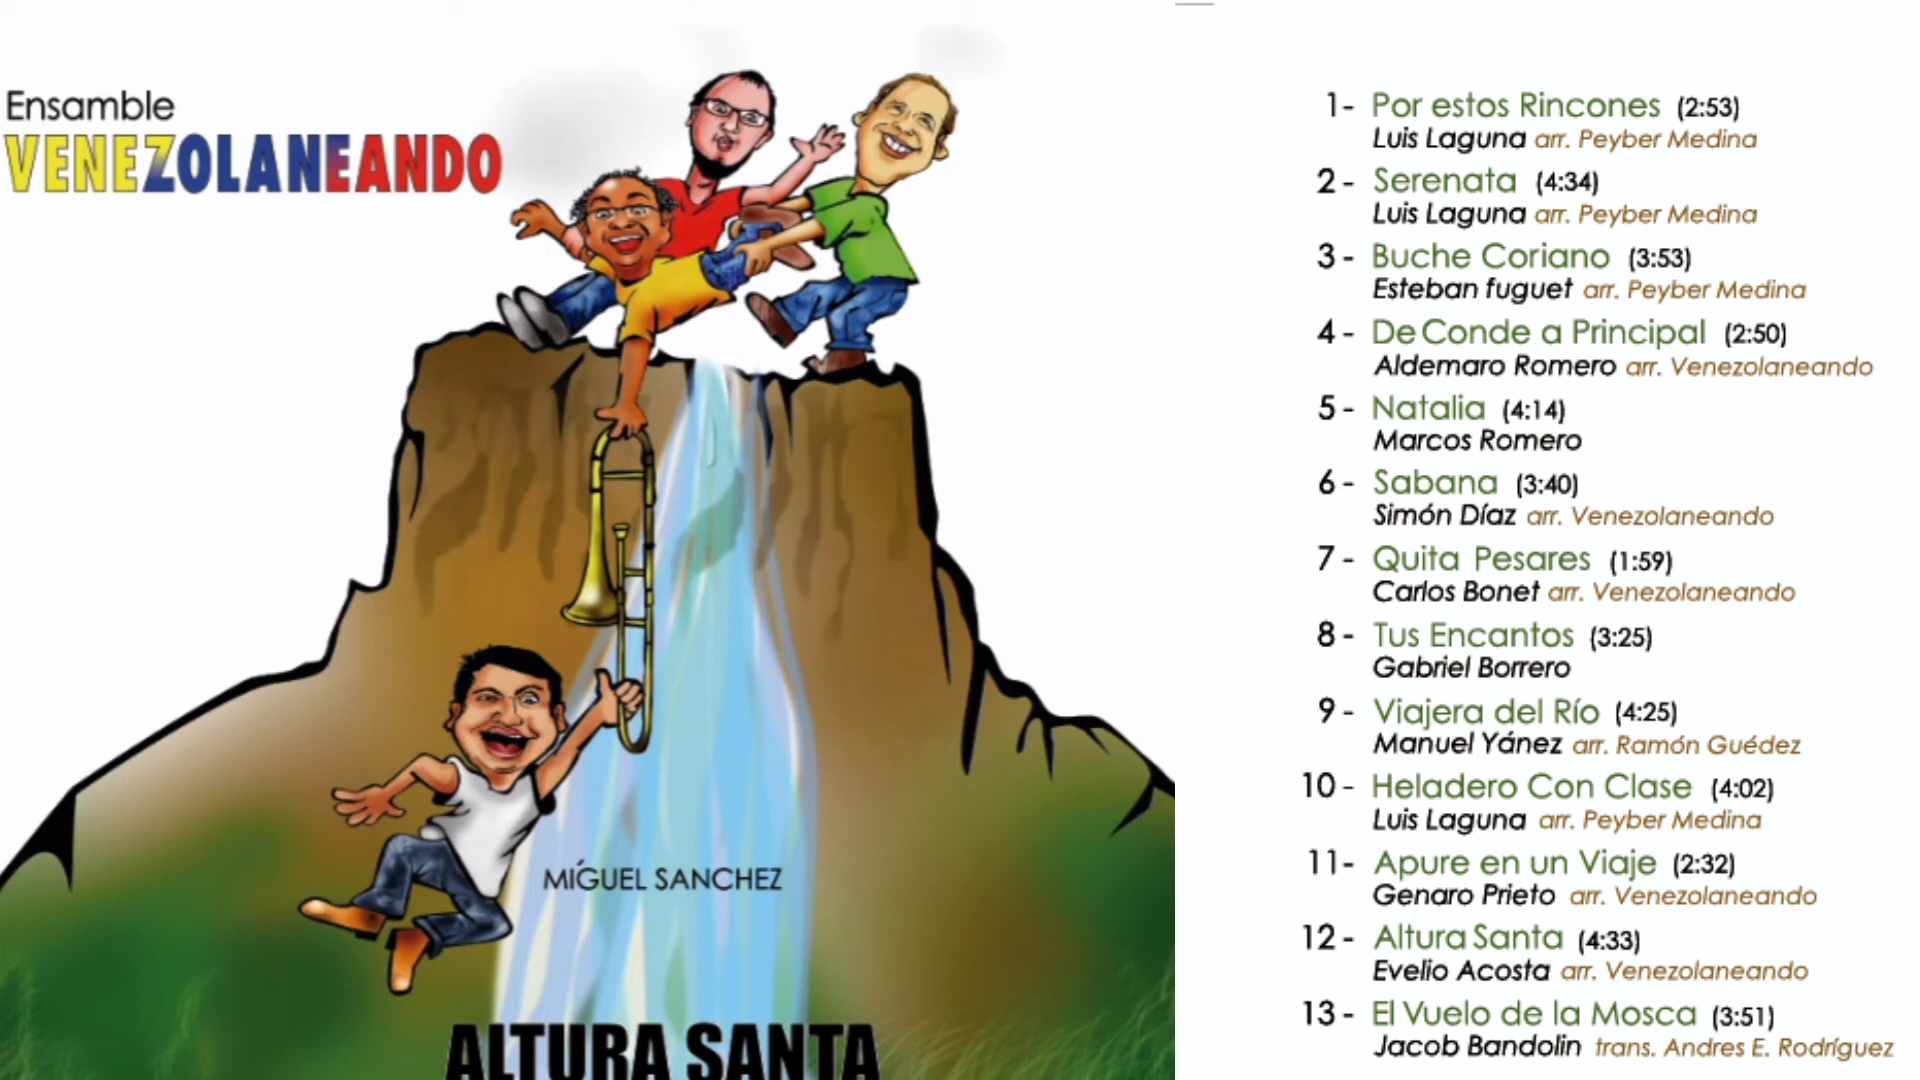 Ensamble
VENEZOLANEANDO
MIǴUEL SANCHEZ
ALTURA SANTA
1- Por estos Rincones (2:53)
Luis Laguna arr. Peyber Medina
2- Serenata (4:34)
Luis Laguna arr. Peyber Medina
3- Buche Coriano (3:53)
Esteban fuguet arr. Peyber Medina
4- De Conde a Principal (2:50)
Aldemaro Romero arr. Venezolaneando
5- Natalia (4:14)
Marcos Romero
6- Sabana (3:40)
Simón Díaz arr. Venezolaneando
7- Quita Pesares (1:59)
Carlos Bonet arr. Venezolaneando
8- Tus Encantos (3:25)
Gabriel Borrero
9- Viajera del Río (4:25)
Manuel Yánez arr. Ramón Guédez
10- Heladero Con Clase (4:02)
Luis Laguna arr. Peyber Medina
11- Apure en un Viaje (2:32)
Genaro Prieto arr. Venezolaneando
12- Altura Santa (4:33)
Evelio Acosta arr. Venezolaneando
13- El Vuelo de la Mosca (3:51)
Jacob Bandolin trans. Andres E. Rodríguez